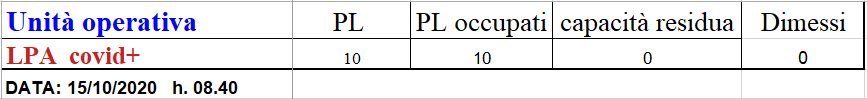 Unità operativa PL PL occupati capacità residua Dimessi
LPA covid+ 10 10 0 0
DATA: 15/10/2020 h. 08.40